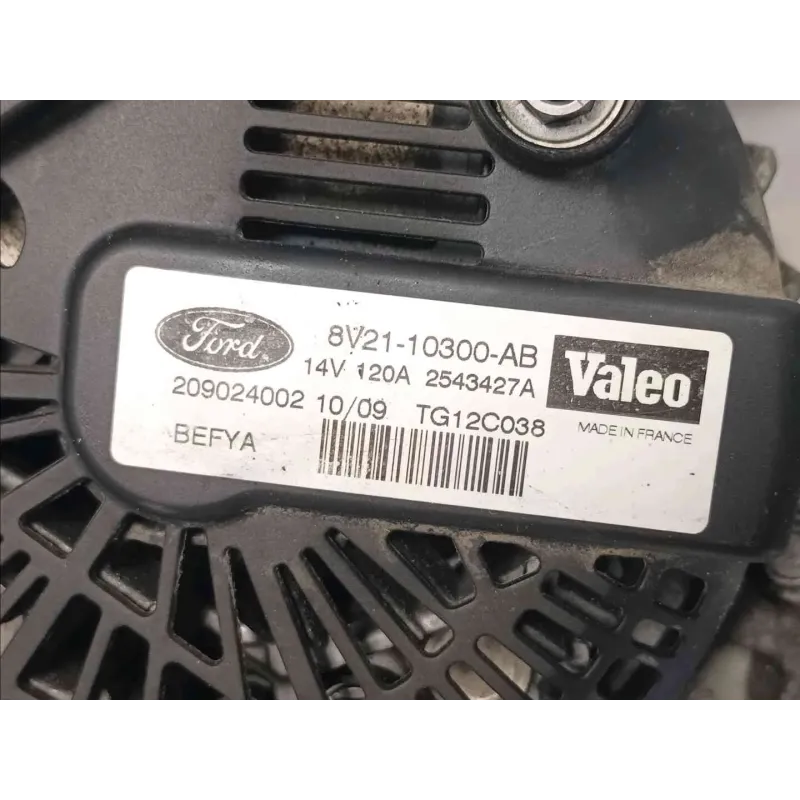 Ford
8V21-10300-AB
14V 120A 2543427A
Valeo
209024002 10/09 TG12C038
MADE IN FRANCE
BEFYA